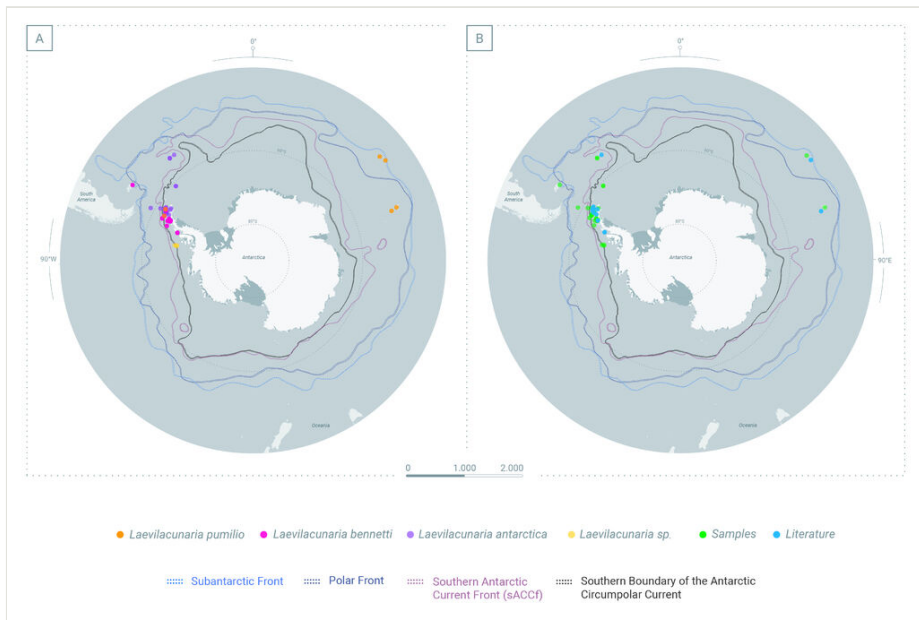 A
B
0°
0°
South
America
South
America
90°W
90°E
Antarctica
Antarctica
Oceania
Oceania
0 1.000 2.000
Laevilacunaria pumilio Laevilacunaria bennetti Laevilacunaria antarctica Laevilacunaria sp. Samples Literature
Subantarctic Front Polar Front Southern Antarctic Southern Boundary of the Antarctic
Current Front (sACCf) Circumpolar Current